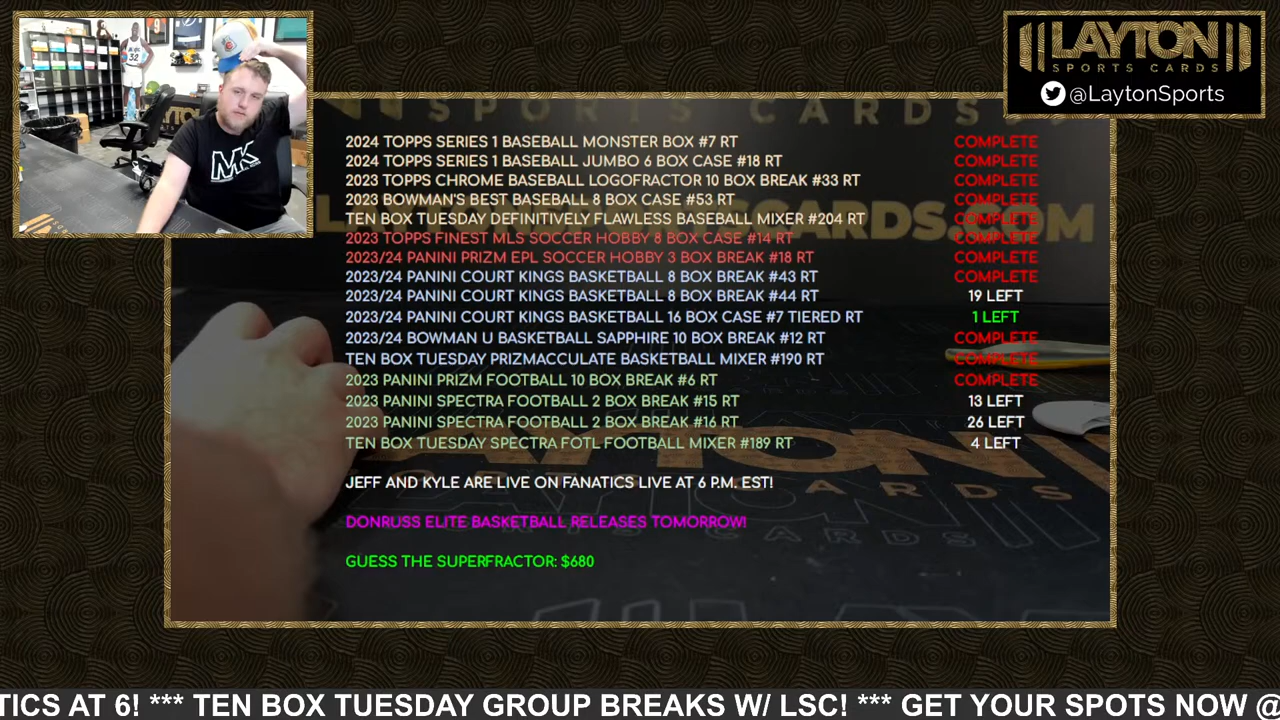 LAYTON
SPORTS CARDS
@LaytonSports
32
MK
SPORTS CARDS
2024 TOPPS SERIES 1 BASEBALL MONSTER BOX #7 RT COMPLETE
2024 TOPPS SERIES 1 BASEBALL JUMBO 6 BOX CASE #18 RT COMPLETE
2023 TOPPS CHROME BASEBALL LOGOFRACTOR 10 BOX BREAK #33 RT COMPLETE
2023 BOWMAN'S BEST BASEBALL 8 BOX CASE #53 RT COMPLETE
TEN BOX TUESDAY DEFINITIVELY FLAWLESS BASEBALL MIXER #204 RT COMPLETE
2023 TOPPS FINEST MLS SOCCER HOBBY 8 BOX CASE #14 RT COMPLETE
2023/24 PANINI PRIZM EPL SOCCER HOBBY 3 BOX BREAK #18 RT COMPLETE
2023/24 PANINI COURT KINGS BASKETBALL 8 BOX BREAK #43 RT COMPLETE
2023/24 PANINI COURT KINGS BASKETBALL 8 BOX BREAK #44 RT 19 LEFT
2023/24 PANINI COURT KINGS BASKETBALL 16 BOX CASE #7 TIERED RT 1 LEFT
2023/24 BOWMAN U BASKETBALL SAPPHIRE 10 BOX BREAK #12 RT COMPLETE
TEN BOX TUESDAY PRIZMACCULATE BASKETBALL MIXER #190 RT COMPLETE
2023 PANINI PRIZM FOOTBALL 10 BOX BREAK #6 RT COMPLETE
2023 PANINI SPECTRA FOOTBALL 2 BOX BREAK #15 RT 13 LEFT
2023 PANINI SPECTRA FOOTBALL 2 BOX BREAK #16 RT 26 LEFT
TEN BOX TUESDAY SPECTRA FOTL FOOTBALL MIXER #189 RT 4 LEFT
JEFF AND KYLE ARE LIVE ON FANATICS LIVE AT 6 P.M. EST!
DONRUSS ELITE BASKETBALL RELEASES TOMORROW!
GUESS THE SUPERFRACTOR: $680
TICS AT 6! *** TEN BOX TUESDAY GROUP BREAKS W/ LSC! *** GET YOUR SPOTS NOW @